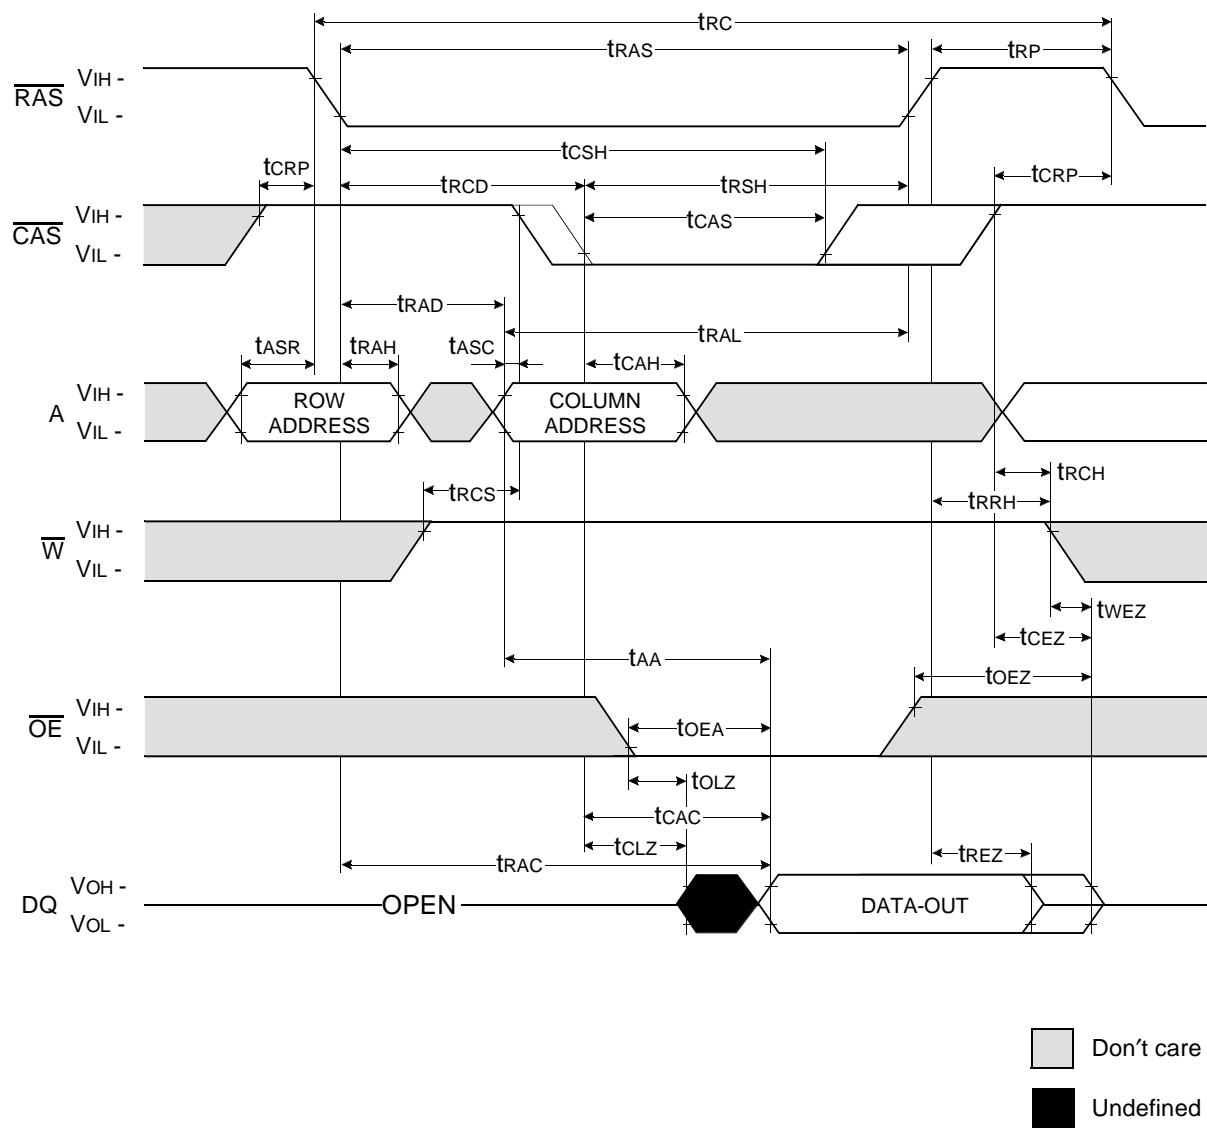 tRC
tRAS
tRP
RAS
VIH -
VIL -
tCSH
tCRP
tRCD
tRSH
tCRP
CAS
VIH -
VIL -
tCAS
tRAD
tRAL
tASR
tRAH
tASC
tCAH
A
VIH -
VIL -
ROW
ADDRESS
COLUMN
ADDRESS
tRCH
tRCS
tRRH
W
VIH -
VIL -
tWEZ
tCEZ
tAA
tOEZ
OE
VIH -
VIL -
tOEA
tOLZ
tCAC
tCLZ
tREZ
tRAC
DQ
VOH -
VOL -
OPEN
DATA-OUT
Don′t care
Undefined